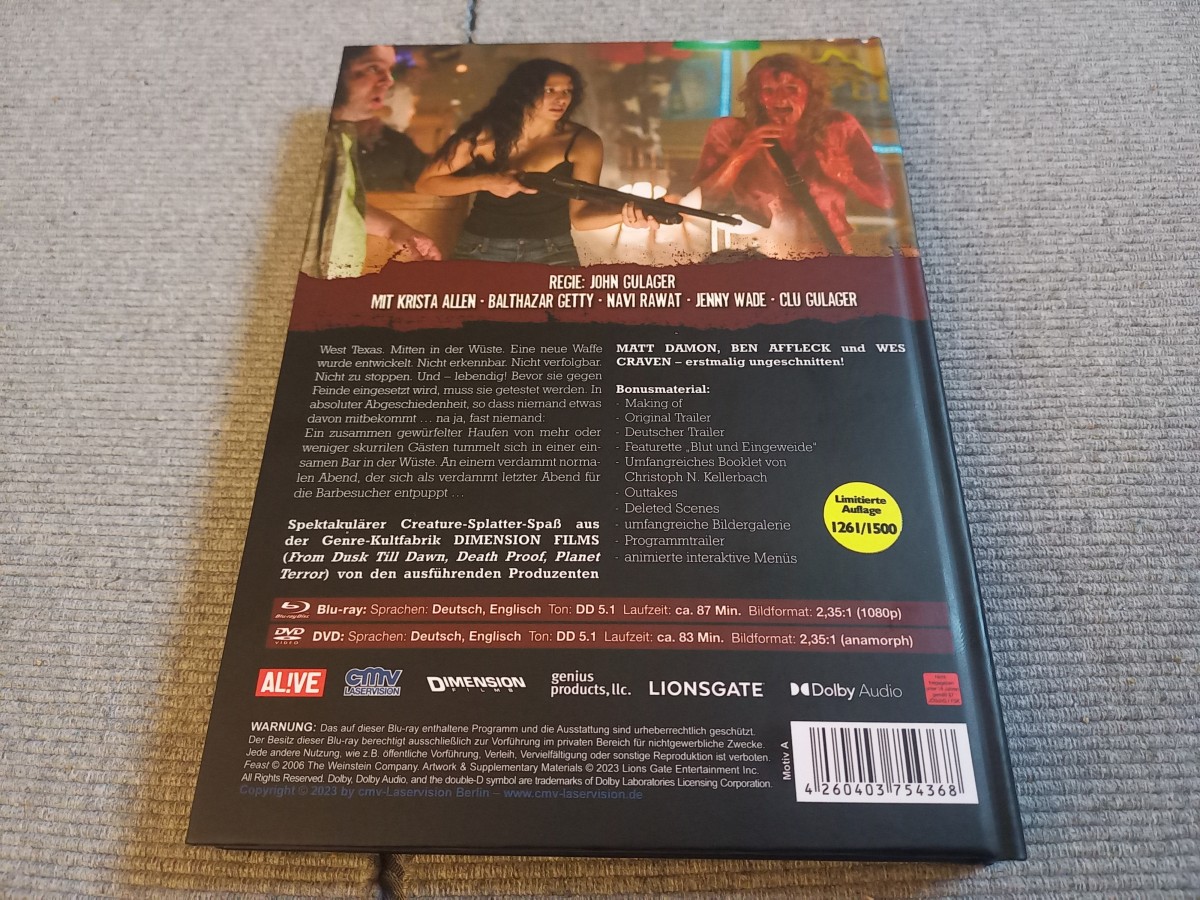 REGIE: JOHN GULAGER
MIT KRISTA ALLEN · BALTHAZAR GETTY · NAVI RAWAT · JENNY WADE · CLU GULAGER
West Texas. Mitten in der Wüste. Eine neue Waffe
wurde entwickelt. Nicht erkennbar. Nicht verfolgbar.
Nicht zu stoppen. Und – lebendig! Bevor sie gegen
Feinde eingesetzt wird, muss sie getestet werden. In
absoluter Abgeschiedenheit, so dass niemand etwas
davon mitbekommt ... na ja, fast niemand:
Ein zusammen gewürfelter Haufen von mehr oder
weniger skurrilen Gästen tummelt sich in einer ein-
samen Bar in der Wüste. An einem verdammt norma-
len Abend, der sich als verdammt letzter Abend für
die Barbesucher entpuppt ...
Spektakulärer Creature-Splatter-Spaß aus
der Genre-Kultfabrik DIMENSION FILMS
(From Dusk Till Dawn, Death Proof, Planet
Terror) von den ausführenden Produzenten
MATT DAMON, BEN AFFLECK und WES
CRAVEN – erstmalig ungeschnitten!
Bonusmaterial:
- Making of
- Original Trailer
- Deutscher Trailer
- Featurette „Blut und Eingeweide“
- Umfangreiches Booklet von
Christoph N. Kellerbach
- Outtakes
- Deleted Scenes
- umfangreiche Bildergalerie
- Programmtrailer
- animierte interaktive Menüs
Limitierte
Auflage
1261/1500
Blu-ray Disc Blu-ray: Sprachen: Deutsch, Englisch Ton: DD 5.1 Laufzeit: ca. 87 Min. Bildformat: 2,35:1 (1080p)
DVD VIDEO DVD: Sprachen: Deutsch, Englisch Ton: DD 5.1 Laufzeit: ca. 83 Min. Bildformat: 2,35:1 (anamorph)
AL!VE
cmv
LASERVISION
DIMENSION
FILMS
genius
products, llc.
LIONSGATE
Dolby Audio
WARNUNG: Das auf dieser Blu-ray enthaltene Programm und die Ausstattung sind urheberrechtlich geschützt.
Der Besitz dieser Blu-ray berechtigt ausschließlich zur Vorführung im privaten Bereich für nichtgewerbliche Zwecke.
Jede andere Nutzung, wie z.B. öffentliche Vorführung, Verleih, Vervielfältigung oder sonstige Reproduktion ist verboten.
Feast © 2006 The Weinstein Company. Artwork & Supplementary Materials © 2023 Lions Gate Entertainment Inc.
All Rights Reserved. Dolby, Dolby Audio, and the double-D symbol are trademarks of Dolby Laboratories Licensing Corporation.
Copyright © 2023 by cmv-Laservision Berlin – www.cmv-laservision.de
Motiv A
4 260403 754368